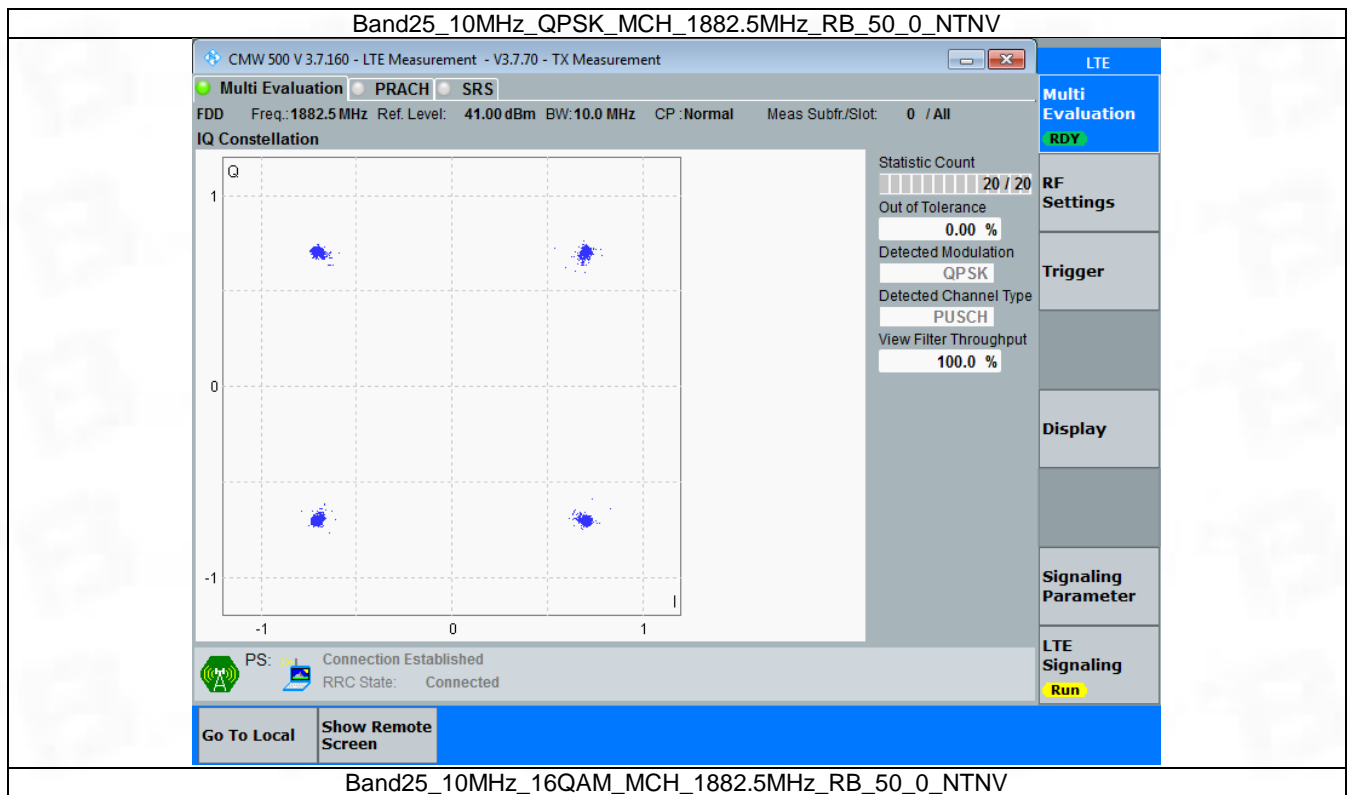 Band25_10MHz_QPSK_MCH_1882.5MHz_RB_50_0_NTNV
CMW 500 V 3.7.160 - LTE Measurement - V3.7.70 - TX Measurement
LTE
Multi Evaluation PRACH SRS
FDD Freq.:1882.5 MHz Ref. Level: 41.00 dBm BW:10.0 MHz CP :Normal Meas Subfr./Slot: 0 / All
IQ Constellation
Q
1
0
-1
I
-1 0 1
Statistic Count
20 / 20
Out of Tolerance
0.00 %
Detected Modulation
QPSK
Detected Channel Type
PUSCH
View Filter Throughput
100.0 %
Multi
Evaluation
RDY
RF
Settings
Trigger
Display
Signaling
Parameter
LTE
Signaling
Run
PS: Connection Established
RRC State: Connected
Go To Local
Show Remote
Screen
Band25_10MHz_16QAM_MCH_1882.5MHz_RB_50_0_NTNV